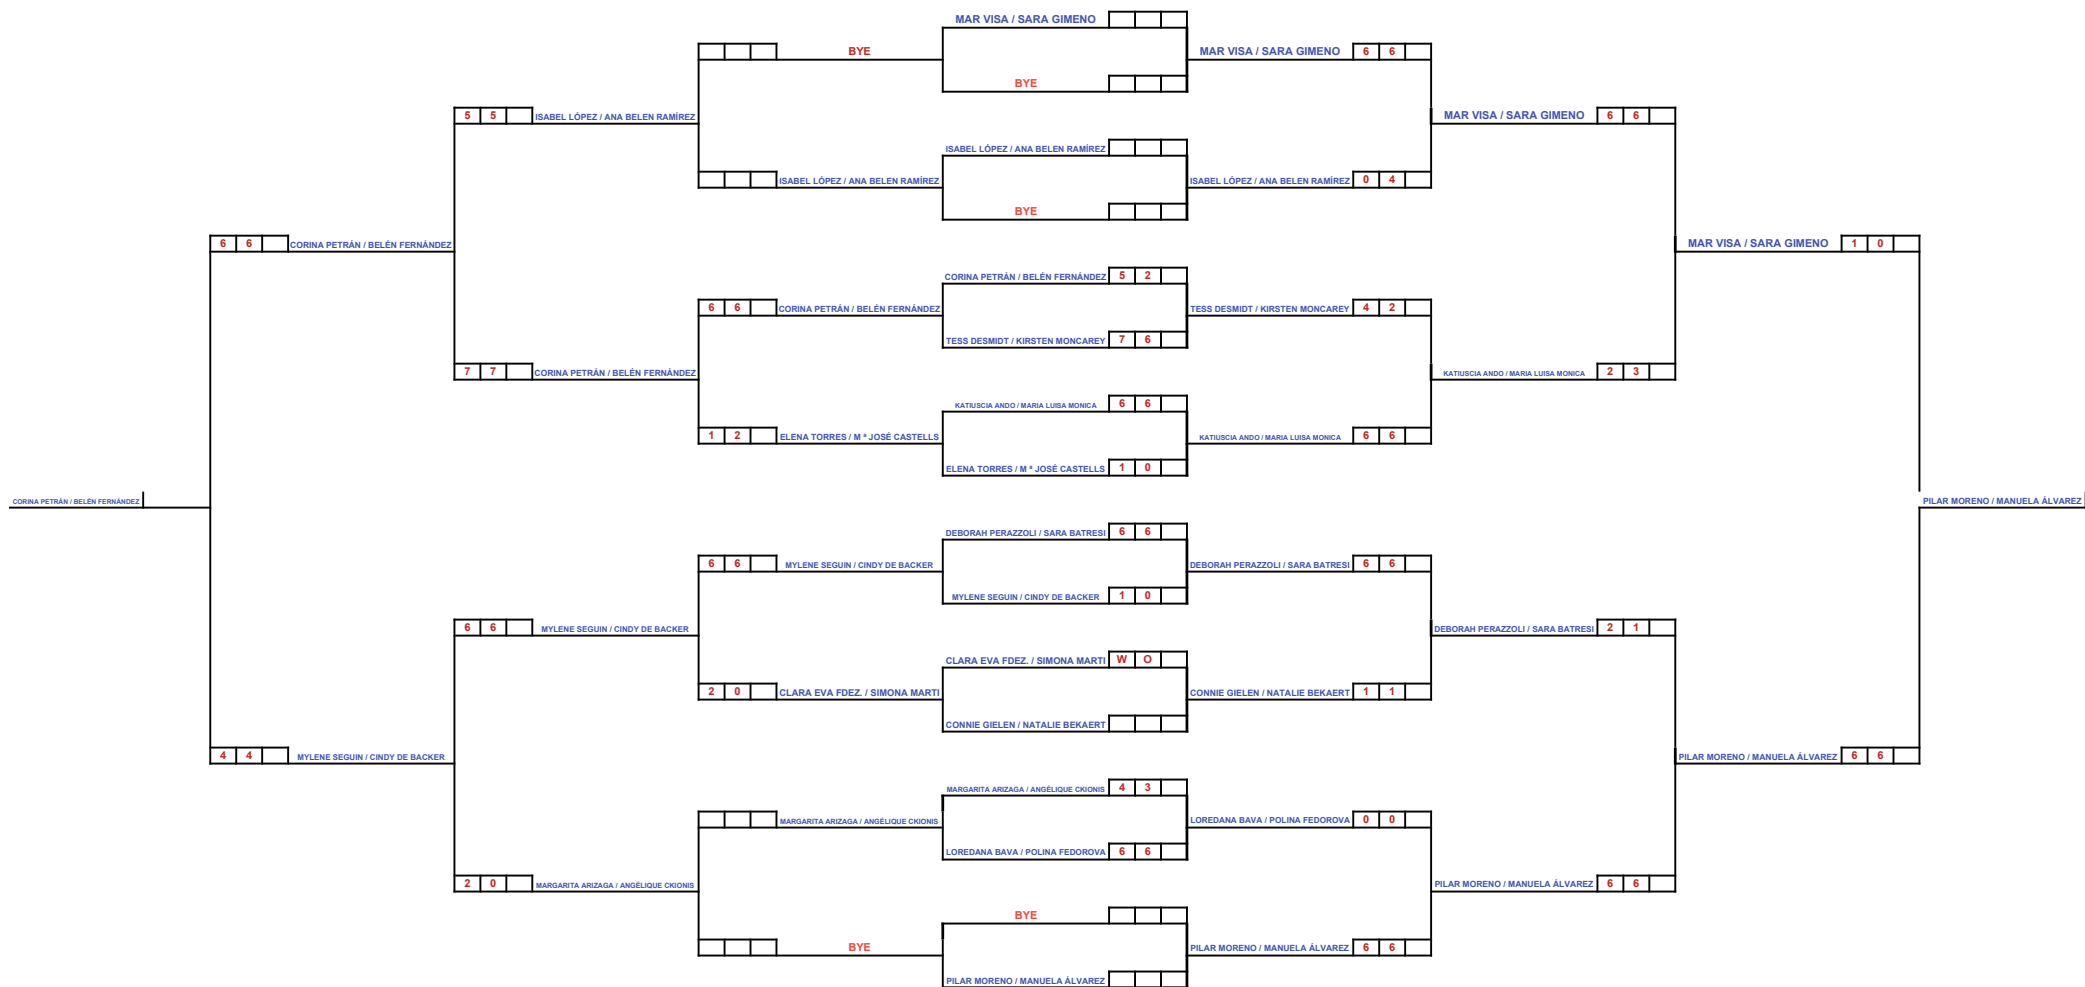 MAR VISA / SARA GIMENO
BYE MAR VISA / SARA GIMENO 6 6
BYE
5 5 ISABEL LÓPEZ / ANA BELEN RAMÍREZ MAR VISA / SARA GIMENO 6 6
ISABEL LÓPEZ / ANA BELEN RAMÍREZ
ISABEL LÓPEZ / ANA BELEN RAMÍREZ ISABEL LÓPEZ / ANA BELEN RAMÍREZ 0 4
BYE
6 6 CORINA PETRÁN / BELÉN FERNÁNDEZ MAR VISA / SARA GIMENO 1 0
CORINA PETRÁN / BELÉN FERNÁNDEZ 5 2
6 6 CORINA PETRÁN / BELÉN FERNÁNDEZ TESS DESMIDT / KIRSTEN MONCAREY 4 2
TESS DESMIDT / KIRSTEN MONCAREY 7 6
7 7 CORINA PETRÁN / BELÉN FERNÁNDEZ KATIUSCIA ANDO / MARIA LUISA MONICA 2 3
KATIUSCIA ANDO / MARIA LUISA MONICA 6 6
1 2 ELENA TORRES / M ª JOSÉ CASTELLS KATIUSCIA ANDO / MARIA LUISA MONICA 6 6
ELENA TORRES / M ª JOSÉ CASTELLS 1 0
CORINA PETRÁN / BELÉN FERNÁNDEZ PILAR MORENO / MANUELA ÁLVAREZ
DEBORAH PERAZZOLI / SARA BATRESI 6 6
6 6 MYLENE SEGUIN / CINDY DE BACKER DEBORAH PERAZZOLI / SARA BATRESI 6 6
MYLENE SEGUIN / CINDY DE BACKER 1 0
6 6 MYLENE SEGUIN / CINDY DE BACKER DEBORAH PERAZZOLI / SARA BATRESI 2 1
CLARA EVA FDEZ. / SIMONA MARTI W O
2 0 CLARA EVA FDEZ. / SIMONA MARTI CONNIE GIELEN / NATALIE BEKAERT 1 1
CONNIE GIELEN / NATALIE BEKAERT
4 4 MYLENE SEGUIN / CINDY DE BACKER PILAR MORENO / MANUELA ÁLVAREZ 6 6
MARGARITA ARIZAGA / ANGÉLIQUE CKIONIS 4 3
MARGARITA ARIZAGA / ANGÉLIQUE CKIONIS LOREDANA BAVA / POLINA FEDOROVA 0 0
LOREDANA BAVA / POLINA FEDOROVA 6 6
2 0 MARGARITA ARIZAGA / ANGÉLIQUE CKIONIS PILAR MORENO / MANUELA ÁLVAREZ 6 6
BYE
BYE PILAR MORENO / MANUELA ÁLVAREZ 6 6
PILAR MORENO / MANUELA ÁLVAREZ